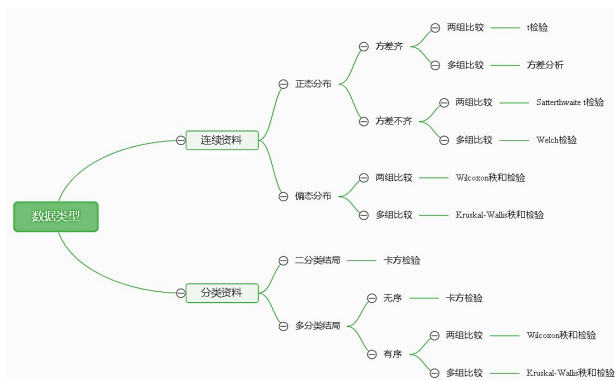 数据类型
连续资料
正态分布
方差齐
两组比较
t检验
多组比较
方差分析
方差不齐
两组比较
Satterthwaite t检验
多组比较
Welch检验
偏态分布
两组比较
Wilcoxon秩和检验
多组比较
Kruskal-Wallis秩和检验
分类资料
二分类结局
卡方检验
多分类结局
无序
卡方检验
有序
两组比较
Wilcoxon秩和检验
多组比较
Kruskal-Wallis秩和检验